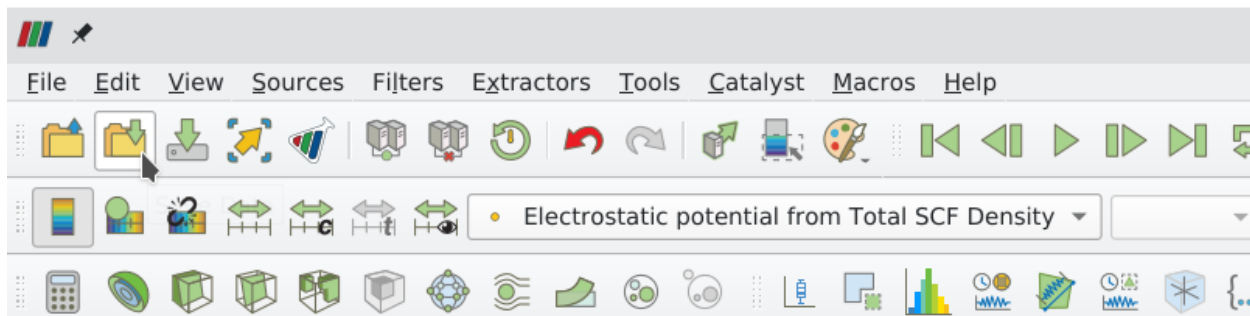 File Edit View Sources Filters Extractors Tools Catalyst Macros Help
c t
Electrostatic potential from Total SCF Density